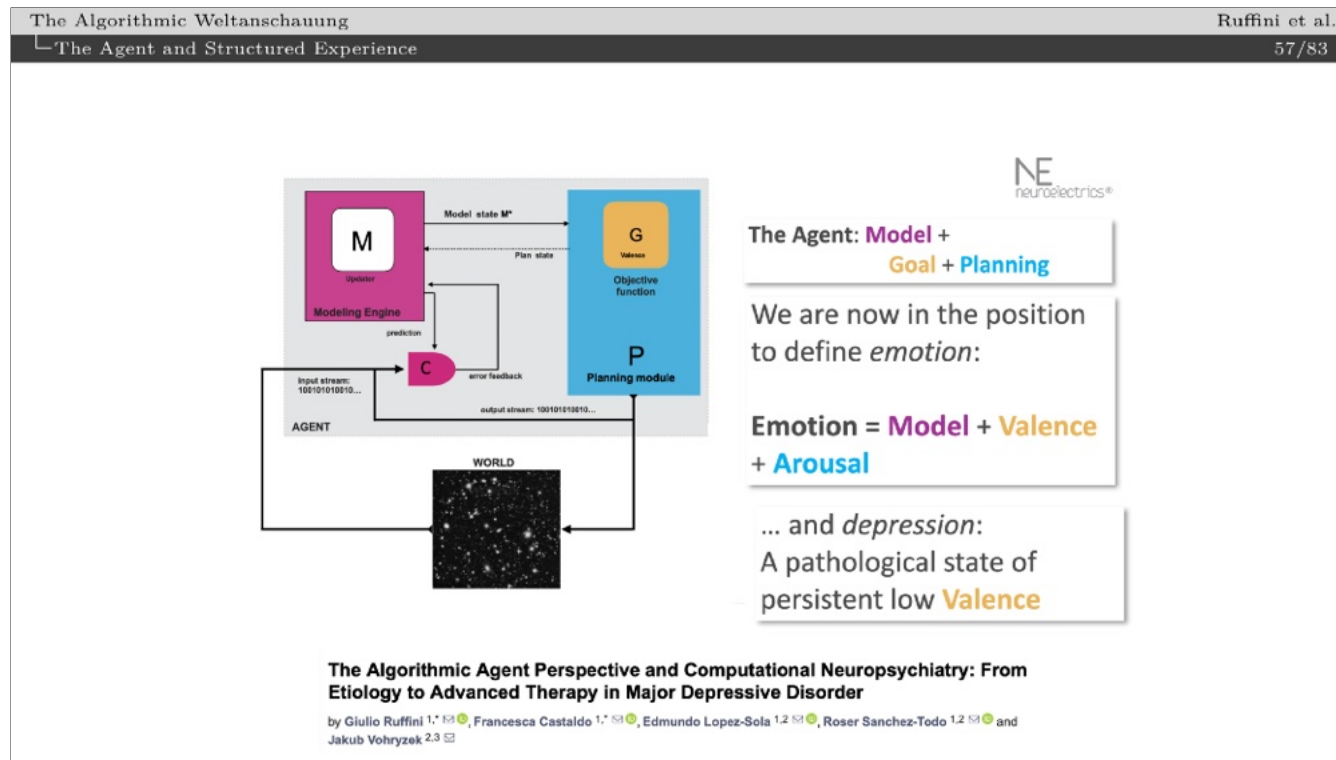 The Algorithmic Weltanschauung
Ruffini et al.
The Agent and Structured Experience
57/83
NE
neuroelectrics®
Model state M*
M
Updator
Modeling Engine
Plan state
G
Valence
Objective
function
prediction
C
error feedback
P
Planning module
Input stream:
100101010010...
output stream: 100101010010...
AGENT
WORLD
The Agent: Model +
Goal + Planning
We are now in the position
to define emotion:
Emotion = Model + Valence
+ Arousal
... and depression:
A pathological state of
persistent low Valence
The Algorithmic Agent Perspective and Computational Neuropsychiatry: From
Etiology to Advanced Therapy in Major Depressive Disorder
by Giulio Ruffini 1,*, Francesca Castaldo 1,*, Edmundo Lopez-Sola 1,2, Roser Sanchez-Todo 1,2 and
Jakub Vohryzek 2,3